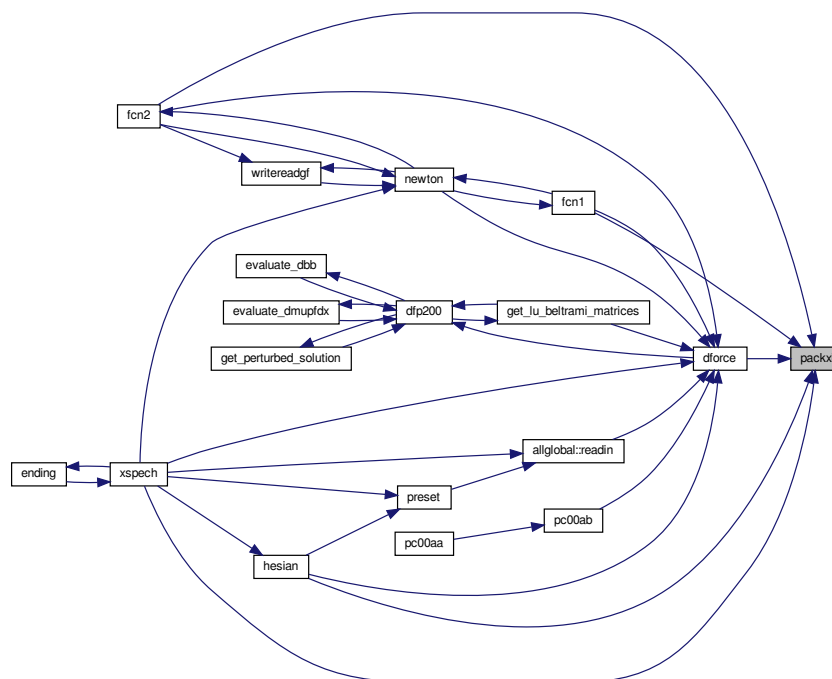 fcn2
writereadgf
newton
fcn1
evaluate_dbb
evaluate_dmupfdx
dfp200
get_lu_beltrami_matrices
get_perturbed_solution
dforce
packx
allglobal::readin
ending
xspech
preset
pc00ab
pc00aa
hesian